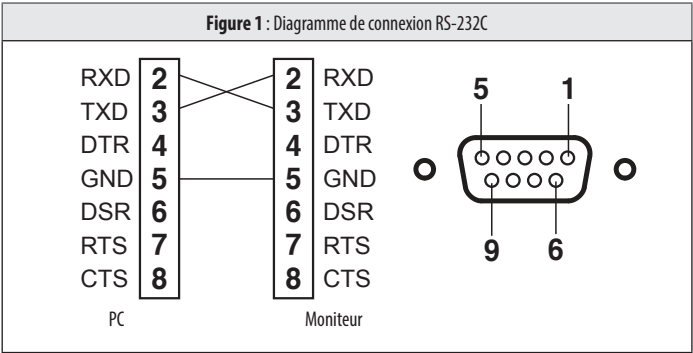 Figure 1 : Diagramme de connexion RS-232C
RXD 2 2 RXD
TXD 3 3 TXD
DTR 4 4 DTR
GND 5 5 GND
DSR 6 6 DSR
RTS 7 7 RTS
CTS 8 8 CTS
PC Moniteur
5 1
9 6